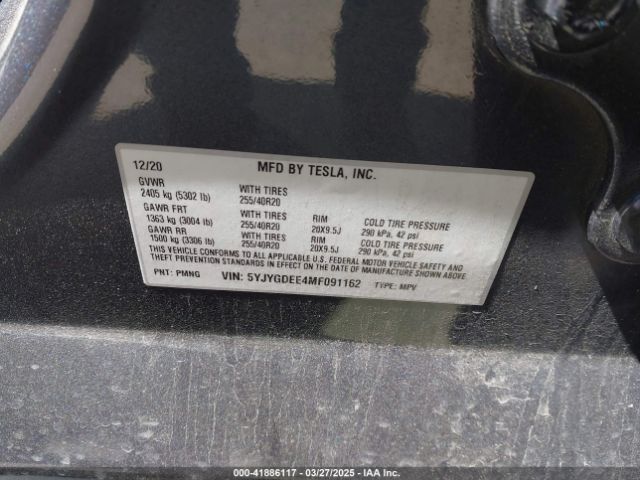 12/20 MFD BY TESLA, INC.
GVWR
2405 kg (5302 lb) WITH TIRES 255/40R20
GAWR FRT
1363 kg (3004 lb) WITH TIRES 255/40R20 RIM 20X9.5J COLD TIRE PRESSURE 290 kPa, 42 psi
GAWR RR
1500 kg (3306 lb) WITH TIRES 255/40R20 RIM 20X9.5J COLD TIRE PRESSURE 290 kPa, 42 psi
THIS VEHICLE CONFORMS TO ALL APPLICABLE U.S. FEDERAL MOTOR VEHICLE SAFETY AND
THEFT PREVENTION STANDARDS IN EFFECT ON THE DATE OF MANUFACTURE SHOWN ABOVE.
PNT: PMNG VIN: 5YJYGDEE4MF091162 TYPE: MPV
000-41886117 - 03/27/2025 - IAA Inc.